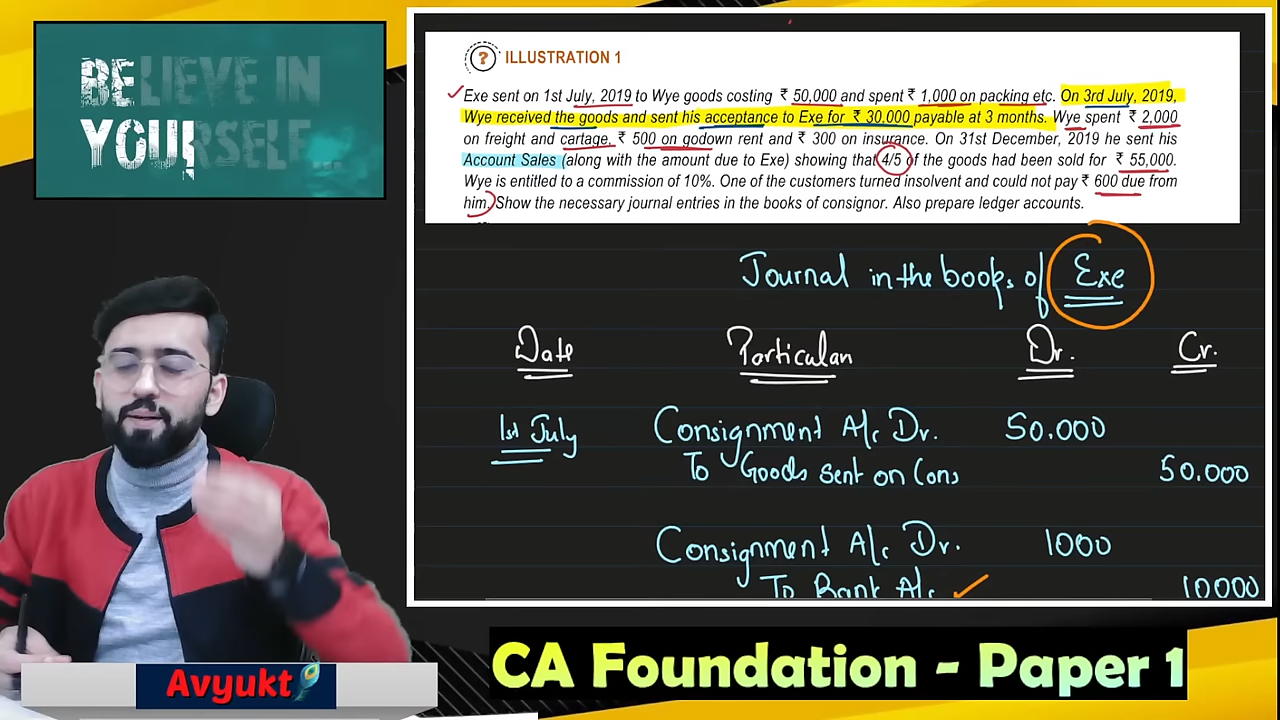 BELIEVE IN
YOURSELF...
? ILLUSTRATION 1
Exe sent on 1st July, 2019 to Wye goods costing ₹ 50,000 and spent ₹ 1,000 on packing etc. On 3rd July, 2019,
Wye received the goods and sent his acceptance to Exe for ₹ 30,000 payable at 3 months. Wye spent ₹ 2,000
on freight and cartage, ₹ 500 on godown rent and ₹ 300 on insurance. On 31st December, 2019 he sent his
Account Sales (along with the amount due to Exe) showing that 4/5 of the goods had been sold for ₹ 55,000.
Wye is entitled to a commission of 10%. One of the customers turned insolvent and could not pay ₹ 600 due from
him. Show the necessary journal entries in the books of consignor. Also prepare ledger accounts.
Journal in the books of Exe
Date Particular Dr. Cr.
1st July Consignment A/c Dr. 50.000
To Goods sent on Cons 50.000
Consignment A/c Dr. 1000
To Bank A/c 10000
Avyukt
CA Foundation - Paper 1